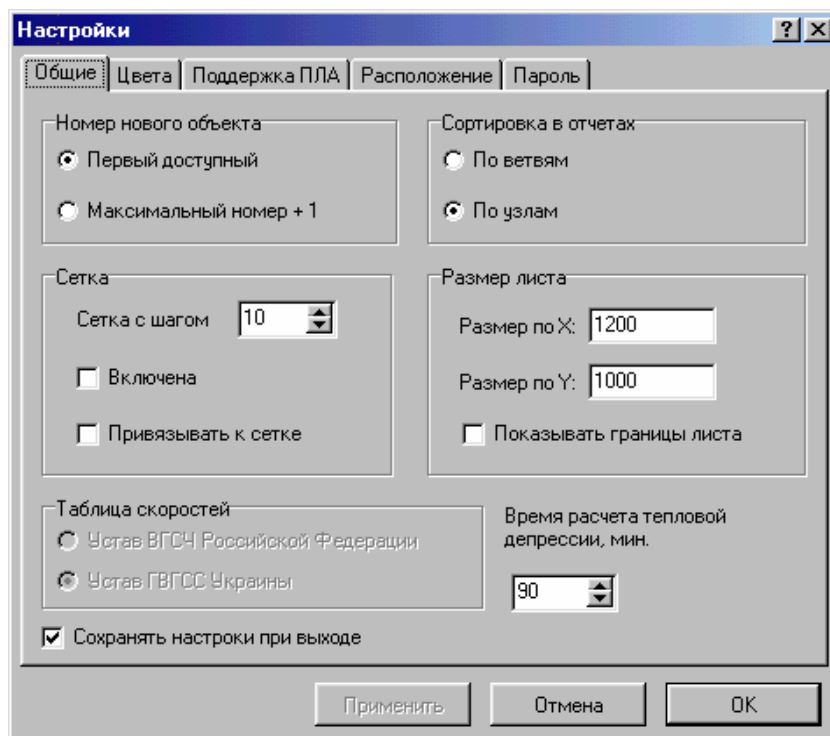 Настройки
Общие Цвета Поддержка ПЛА Расположение Пароль
Номер нового объекта
Первый доступный
Максимальный номер + 1
Сортировка в отчетах
По ветвям
По узлам
Сетка
Сетка с шагом 10
Включена
Привязывать к сетке
Размер листа
Размер по X: 1200
Размер по Y: 1000
Показывать границы листа
Таблица скоростей
Устав ВГСЧ Российской Федерации
Устав ГВГСС Украины
Время расчета тепловой
депрессии, мин.
90
Сохранять настроки при выходе
Применить Отмена OK